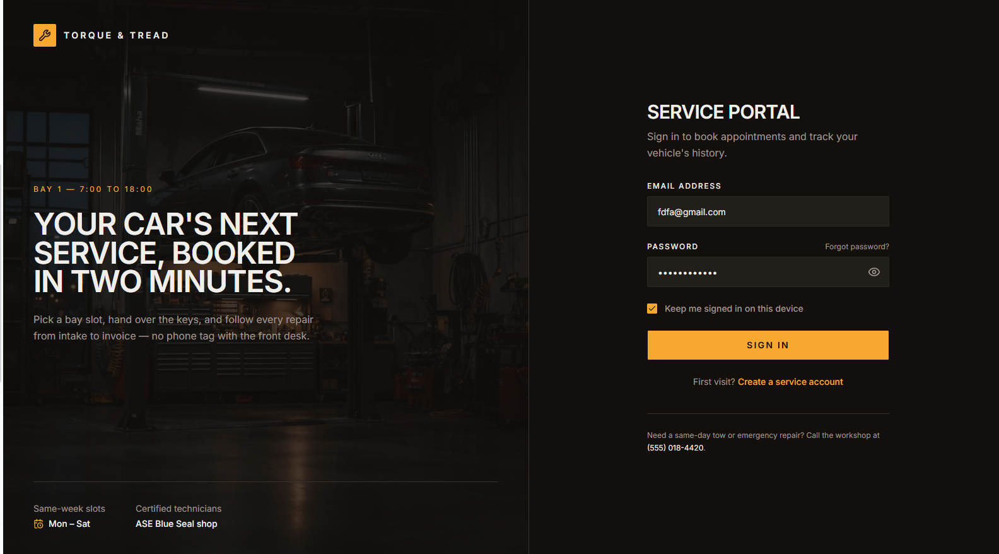 TORQUE & TREAD
Maha
BAY 1 — 7:00 TO 18:00
YOUR CAR'S NEXT
SERVICE, BOOKED
IN TWO MINUTES.
Pick a bay slot, hand over the keys, and follow every repair
from intake to invoice — no phone tag with the front desk.
Same-week slots
Mon – Sat
Certified technicians
ASE Blue Seal shop
SERVICE PORTAL
Sign in to book appointments and track your
vehicle's history.
EMAIL ADDRESS
fdfa@gmail.com
PASSWORD
Forgot password?
••••••••••••
Keep me signed in on this device
SIGN IN
First visit? Create a service account
Need a same-day tow or emergency repair? Call the workshop at
(555) 018-4420.